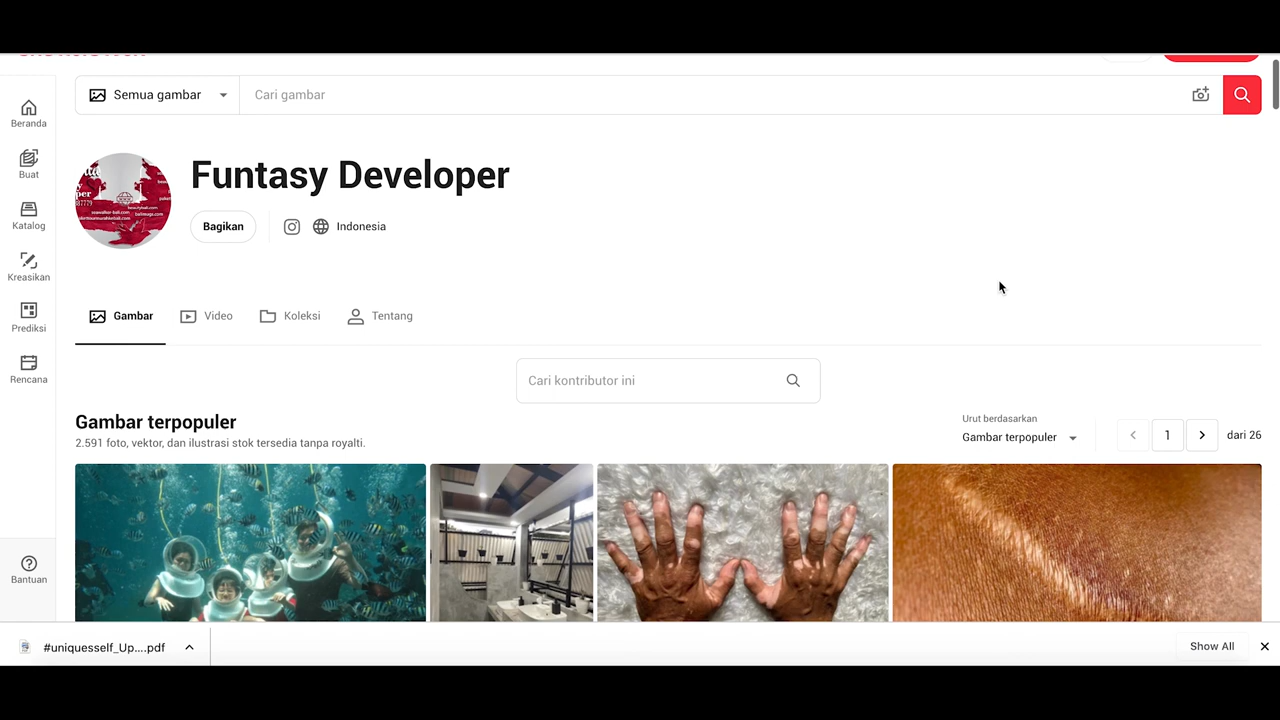 Semua gambar
Cari gambar
Beranda
Buat
Katalog
Kreasikan
Prediksi
Rencana
Bantuan
Funtasy Developer
Bagikan
Indonesia
Gambar
Video
Koleksi
Tentang
Cari kontributor ini
Gambar terpopuler
2.591 foto, vektor, dan ilustrasi stok tersedia tanpa royalti.
Urut berdasarkan
Gambar terpopuler
1
dari 26
#uniquesself_Up....pdf
Show All